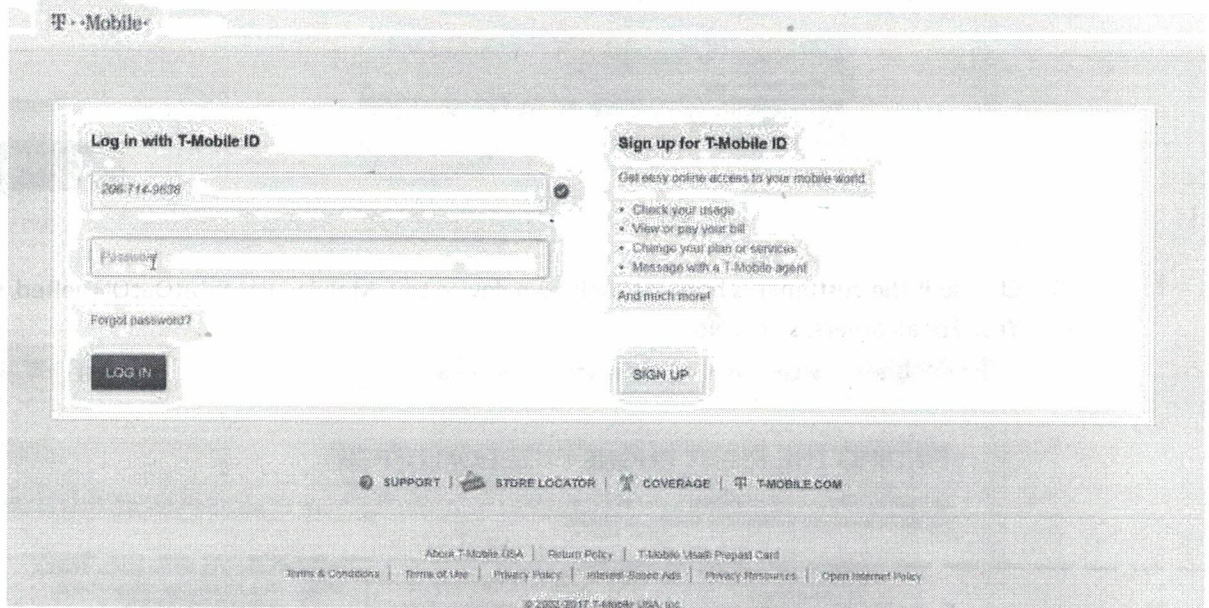 T··Mobile·
Log in with T-Mobile ID
206-714-9636
Password
Forgot password?
LOG IN
Sign up for T-Mobile ID
Get easy online access to your mobile world
• Check your usage
• View or pay your bill
• Change your plan or services
• Message with a T-Mobile agent
And much more!
SIGN UP
SUPPORT | STORE LOCATOR | COVERAGE | T-MOBILE.COM
About T-Mobile USA | Return Policy | T-Mobile Visa® Prepaid Card
Terms & Conditions | Terms of Use | Privacy Policy | Interest-Based Ads | Privacy Resources | Open Internet Policy
© 2002-2017 T-Mobile USA, Inc.